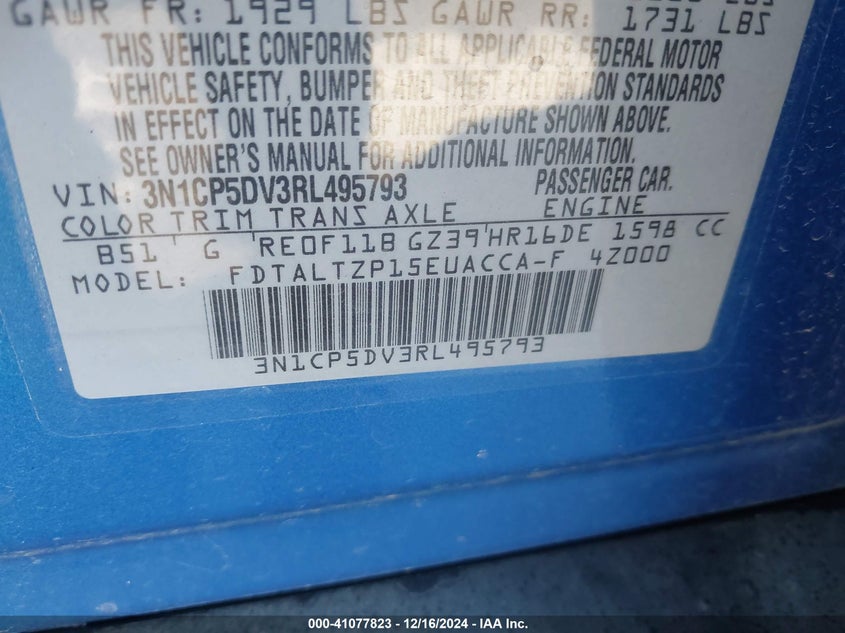 GAWR FR: 1929 LBS GAWR RR: 1731 LBS
THIS VEHICLE CONFORMS TO ALL APPLICABLE FEDERAL MOTOR
VEHICLE SAFETY, BUMPER AND THEFT PREVENTION STANDARDS
IN EFFECT ON THE DATE OF MANUFACTURE SHOWN ABOVE.
SEE OWNER'S MANUAL FOR ADDITIONAL INFORMATION.
VIN: 3N1CP5DV3RL495793 PASSENGER CAR.
COLOR TRIM TRANS AXLE ENGINE
B51 G RE0F11B GZ39 HR16DE 1598 CC
MODEL: FDTALTZP15EUACCA-F 4Z000
3N1CP5DV3RL495793
000-41077823 / 12/16/2024 - IAA Inc.